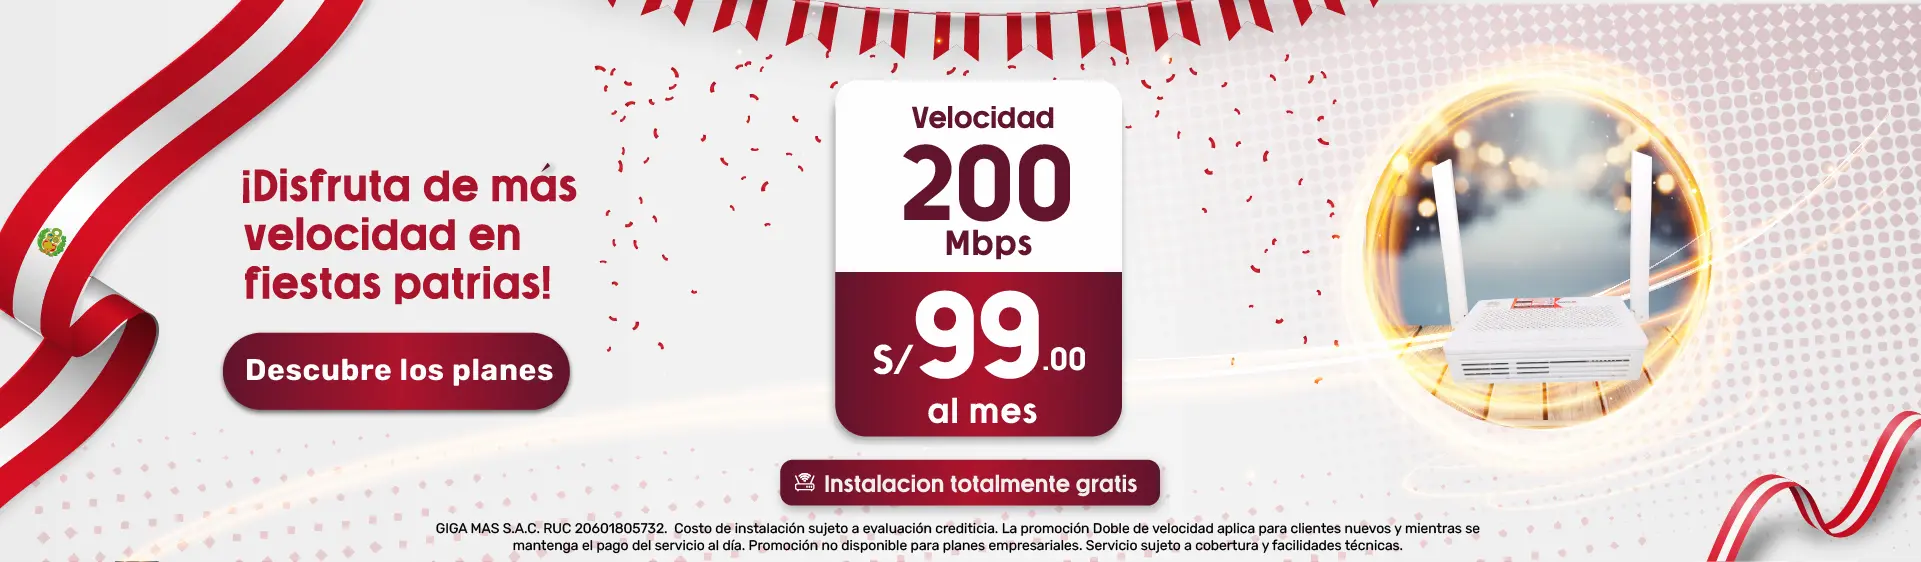 ¡Disfruta de más
velocidad en
fiestas patrias!
Descubre los planes
Velocidad
200
Mbps
S/99.00
al mes
Instalacion totalmente gratis
GIGA MAS S.A.C. RUC 20601805732. Costo de instalación sujeto a evaluación crediticia. La promoción Doble de velocidad aplica para clientes nuevos y mientras se
mantenga el pago del servicio al día. Promoción no disponible para planes empresariales. Servicio sujeto a cobertura y facilidades técnicas.